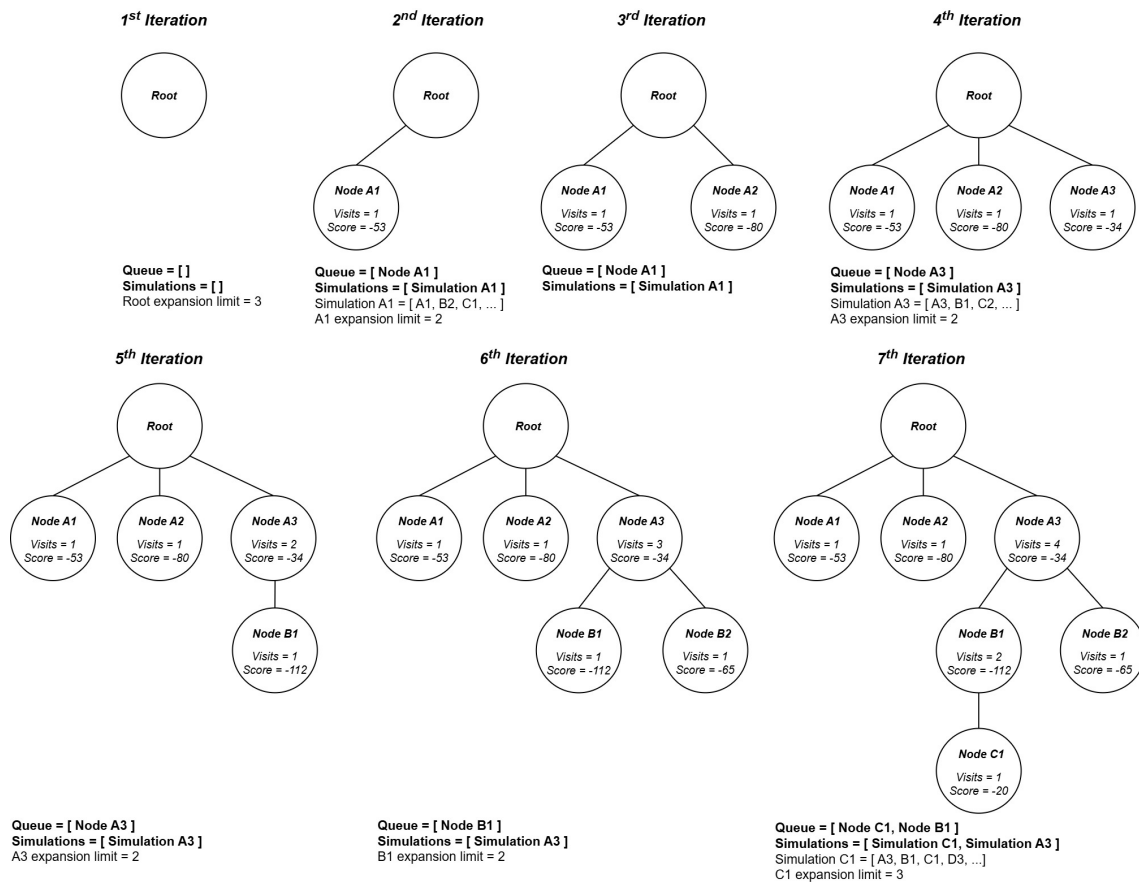 1st Iteration
Root
Queue = [ ]
Simulations = [ ]
Root expansion limit = 3
2nd Iteration
Root
Node A1
Visits = 1
Score = -53
Queue = [ Node A1 ]
Simulations = [ Simulation A1 ]
Simulation A1 = [ A1, B2, C1, ... ]
A1 expansion limit = 2
3rd Iteration
Root
Node A1
Visits = 1
Score = -53
Node A2
Visits = 1
Score = -80
Queue = [ Node A1 ]
Simulations = [ Simulation A1 ]
4th Iteration
Root
Node A1
Visits = 1
Score = -53
Node A2
Visits = 1
Score = -80
Node A3
Visits = 1
Score = -34
Queue = [ Node A3 ]
Simulations = [ Simulation A3 ]
Simulation A3 = [ A3, B1, C2, ... ]
A3 expansion limit = 2
5th Iteration
Root
Node A1
Visits = 1
Score = -53
Node A2
Visits = 1
Score = -80
Node A3
Visits = 2
Score = -34
Node B1
Visits = 1
Score = -112
Queue = [ Node A3 ]
Simulations = [ Simulation A3 ]
A3 expansion limit = 2
6th Iteration
Root
Node A1
Visits = 1
Score = -53
Node A2
Visits = 1
Score = -80
Node A3
Visits = 3
Score = -34
Node B1
Visits = 1
Score = -112
Node B2
Visits = 1
Score = -65
Queue = [ Node B1 ]
Simulations = [ Simulation A3 ]
B1 expansion limit = 2
7th Iteration
Root
Node A1
Visits = 1
Score = -53
Node A2
Visits = 1
Score = -80
Node A3
Visits = 4
Score = -34
Node B1
Visits = 2
Score = -112
Node B2
Visits = 1
Score = -65
Node C1
Visits = 1
Score = -20
Queue = [ Node C1, Node B1 ]
Simulations = [ Simulation C1, Simulation A3 ]
Simulation C1 = [ A3, B1, C1, D3, ...]
C1 expansion limit = 3